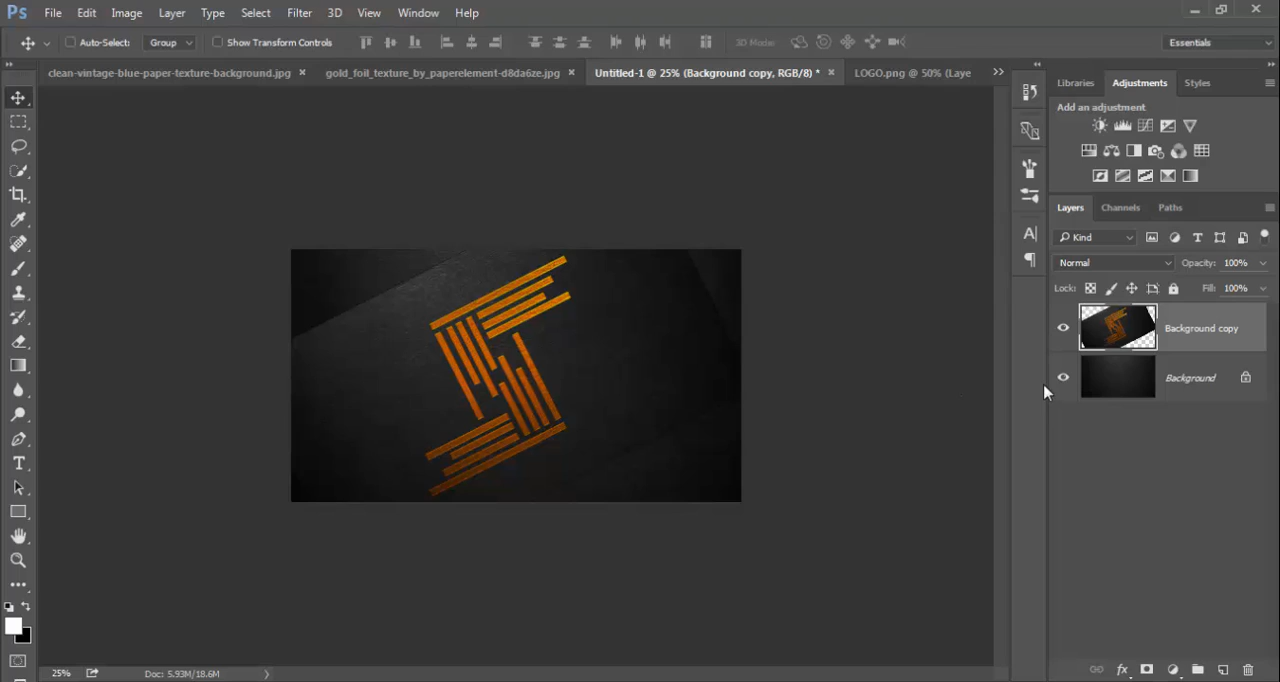 Ps File Edit Image Layer Type Select Filter 3D View Window Help
Auto-Select: Group Show Transform Controls 3D Mode: Essentials
clean-vintage-blue-paper-texture-background.jpg × gold_foil_texture_by_paperelement-d8da6ze.jpg × Untitled-1 @ 25% (Background copy, RGB/8) * × LOGO.png @ 50% (Laye
Libraries Adjustments Styles
Add an adjustment
Layers Channels Paths
Kind
Normal Opacity: 100%
Lock: Fill: 100%
Background copy
Background
25% Doc: 5.93M/18.6M